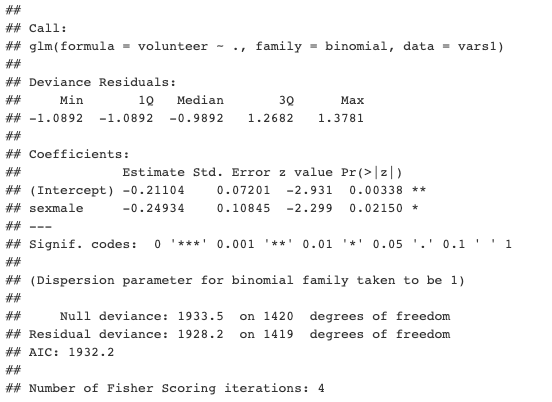 ##
## Call:
## glm(formula = volunteer ~ ., family = binomial, data = vars1)
##
## Deviance Residuals:
##     Min       1Q   Median       3Q      Max
## -1.0892  -1.0892  -0.9892   1.2682   1.3781
##
## Coefficients:
##             Estimate Std. Error z value Pr(>|z|)
## (Intercept) -0.21104    0.07201  -2.931  0.00338 **
## sexmale     -0.24934    0.10845  -2.299  0.02150 *
## ---
## Signif. codes:  0 '***' 0.001 '**' 0.01 '*' 0.05 '.' 0.1 ' ' 1
##
## (Dispersion parameter for binomial family taken to be 1)
##
##     Null deviance: 1933.5  on 1420  degrees of freedom
## Residual deviance: 1928.2  on 1419  degrees of freedom
## AIC: 1932.2
##
## Number of Fisher Scoring iterations: 4